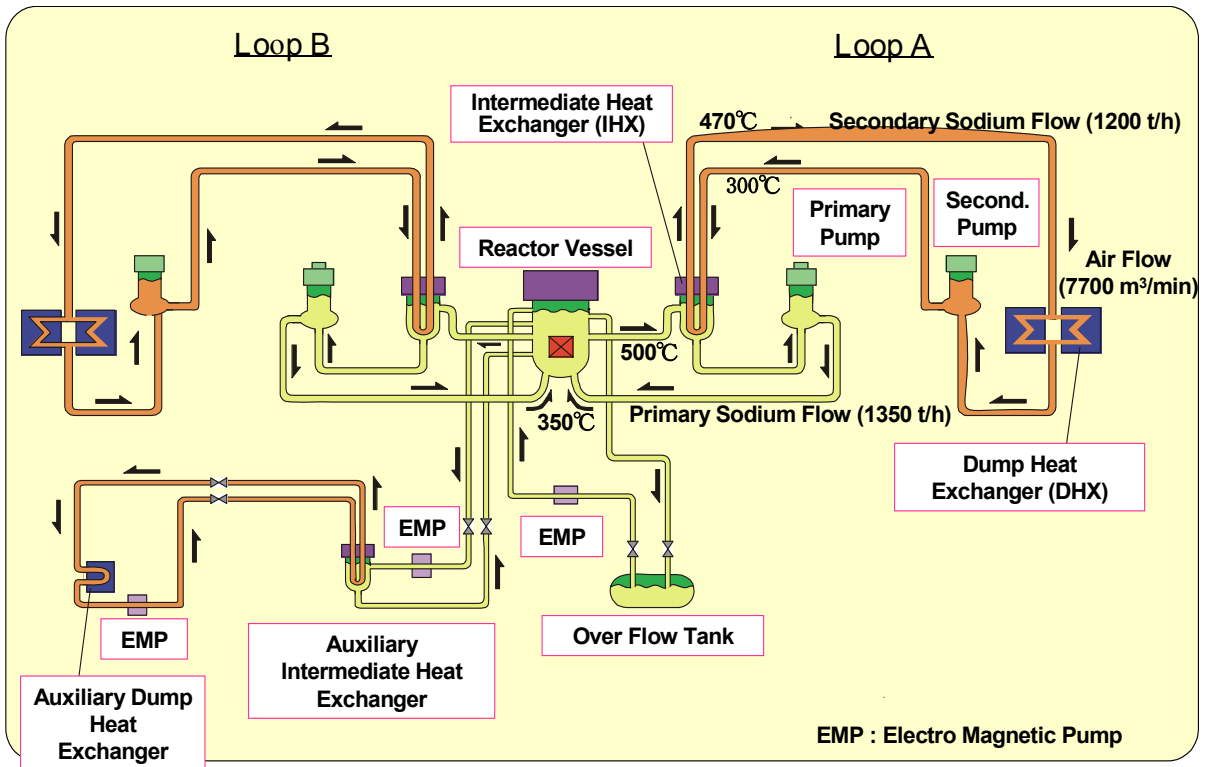 Loop B
Loop A
Intermediate Heat
Exchanger (IHX)
470℃
Secondary Sodium Flow (1200 t/h)
300℃
Primary
Pump
Second.
Pump
Reactor Vessel
Air Flow
(7700 m³/min)
500℃
350℃
Primary Sodium Flow (1350 t/h)
Dump Heat
Exchanger (DHX)
EMP
EMP
EMP
Over Flow Tank
Auxiliary
Intermediate Heat
Exchanger
Auxiliary Dump
Heat
Exchanger
EMP : Electro Magnetic Pump